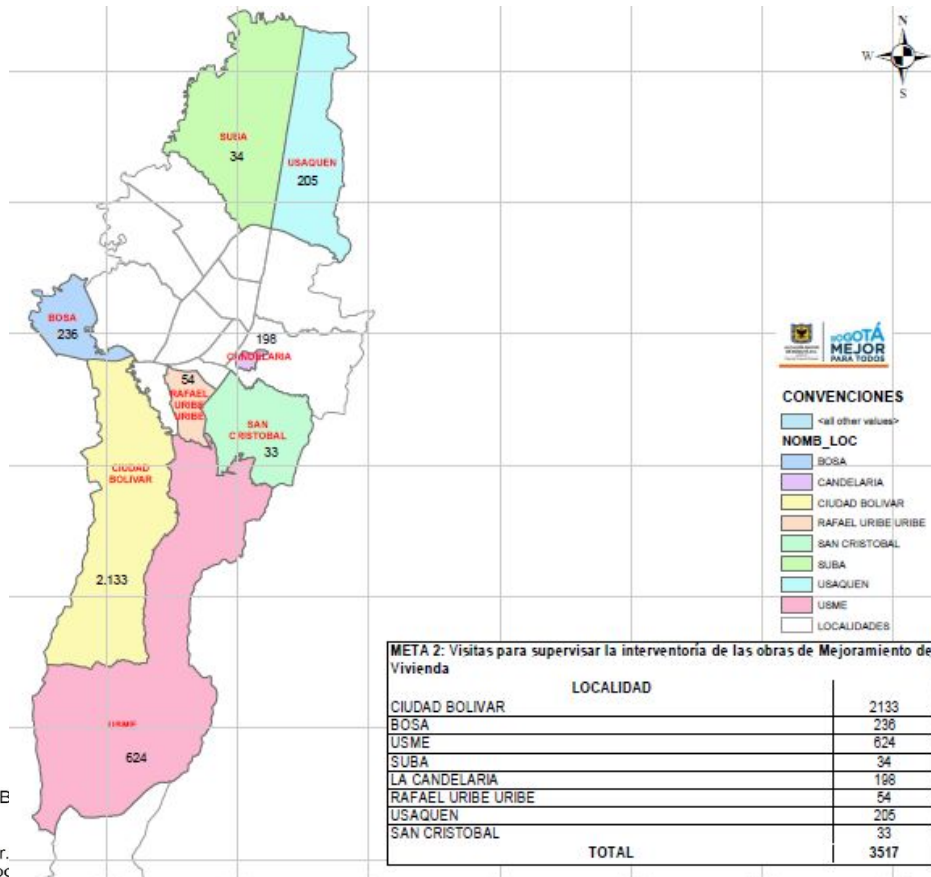 N
W
S
SUBA
34
USAQUEN
205
BOSA
236
198
CANDELARIA
54
RAFAEL
URIBE
URIBE
SAN
CRISTOBAL
33
CIUDAD
BOLIVAR
2.133
USME
624
BOGOTÁ
MEJOR
PARA TODOS
CONVENCIONES
<all other values>
NOMB_LOC
BOSA
CANDELARIA
CIUDAD BOLIVAR
RAFAEL URIBE URIBE
SAN CRISTOBAL
SUBA
USAQUEN
USME
LOCALIDADES
META 2: Visitas para supervisar la interventoría de las obras de Mejoramiento de
Vivienda
LOCALIDAD
CIUDAD BOLIVAR 2133
BOSA 236
USME 624
SUBA 34
LA CANDELARIA 198
RAFAEL URIBE URIBE 54
USAQUEN 205
SAN CRISTOBAL 33
TOTAL 3517
B
r.